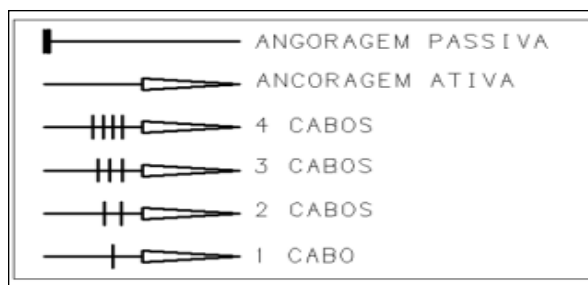 ANGORAGEM PASSIVA
ANCORAGEM ATIVA
4 CABOS
3 CABOS
2 CABOS
1 CABO